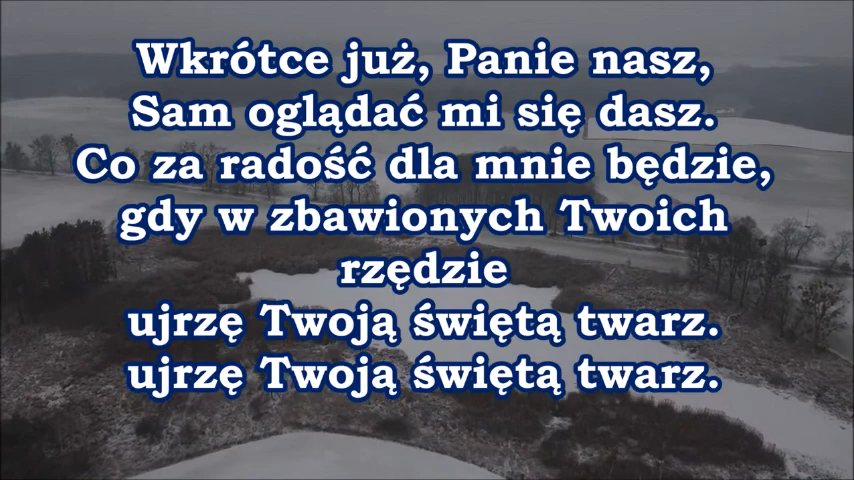 Wkrótce już, Panie nasz,
Sam oglądać mi się dasz.
Co za radość dla mnie będzie,
gdy w zbawionych Twoich
rzędzie
ujrzę Twoją świętą twarz.
ujrzę Twoją świętą twarz.